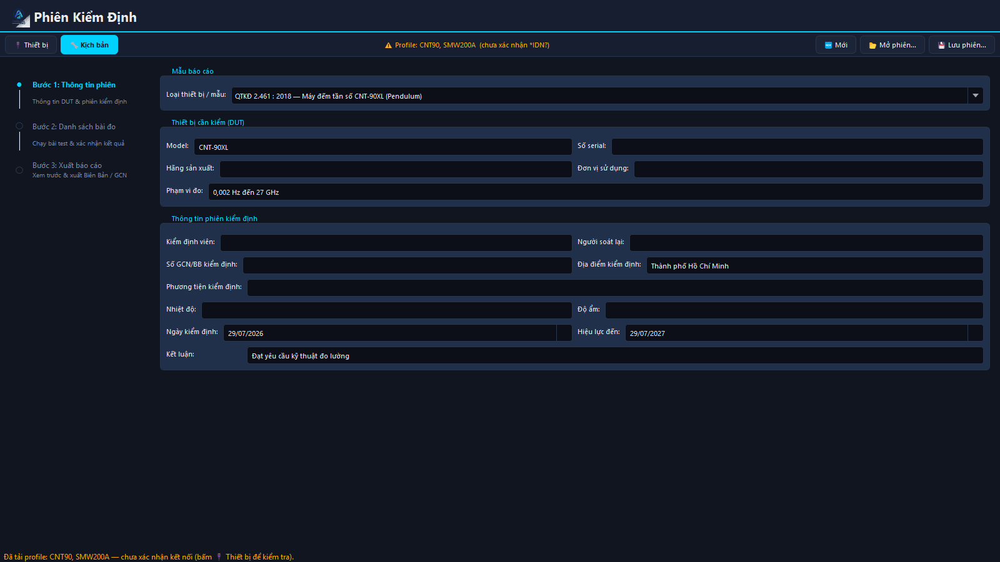 Phiên Kiểm Định
Thiết bị
Kịch bản
Profile: CNT90, SMW200A (chưa xác nhận *IDN?)
Mới
Mở phiên...
Lưu phiên...
Bước 1: Thông tin phiên
Thông tin DUT & phiên kiểm định
Bước 2: Danh sách bài đo
Chạy bài test & xác nhận kết quả
Bước 3: Xuất báo cáo
Xem trước & xuất Biên Bản / GCN
Mẫu báo cáo
Loại thiết bị / mẫu: QTKĐ 2.461 : 2018 — Máy đếm tần số CNT-90XL (Pendulum)
Thiết bị cần kiểm (DUT)
Model: CNT-90XL
Số serial:
Hãng sản xuất:
Đơn vị sử dụng:
Phạm vi đo: 0,002 Hz đến 27 GHz
Thông tin phiên kiểm định
Kiểm định viên:
Người soát lại:
Số GCN/BB kiểm định:
Địa điểm kiểm định: Thành phố Hồ Chí Minh
Phương tiện kiểm định:
Nhiệt độ:
Độ ẩm:
Ngày kiểm định: 29/07/2026
Hiệu lực đến: 29/07/2027
Kết luận: Đạt yêu cầu kỹ thuật đo lường
Đã tải profile: CNT90, SMW200A — chưa xác nhận kết nối (bấm Thiết bị để kiểm tra).